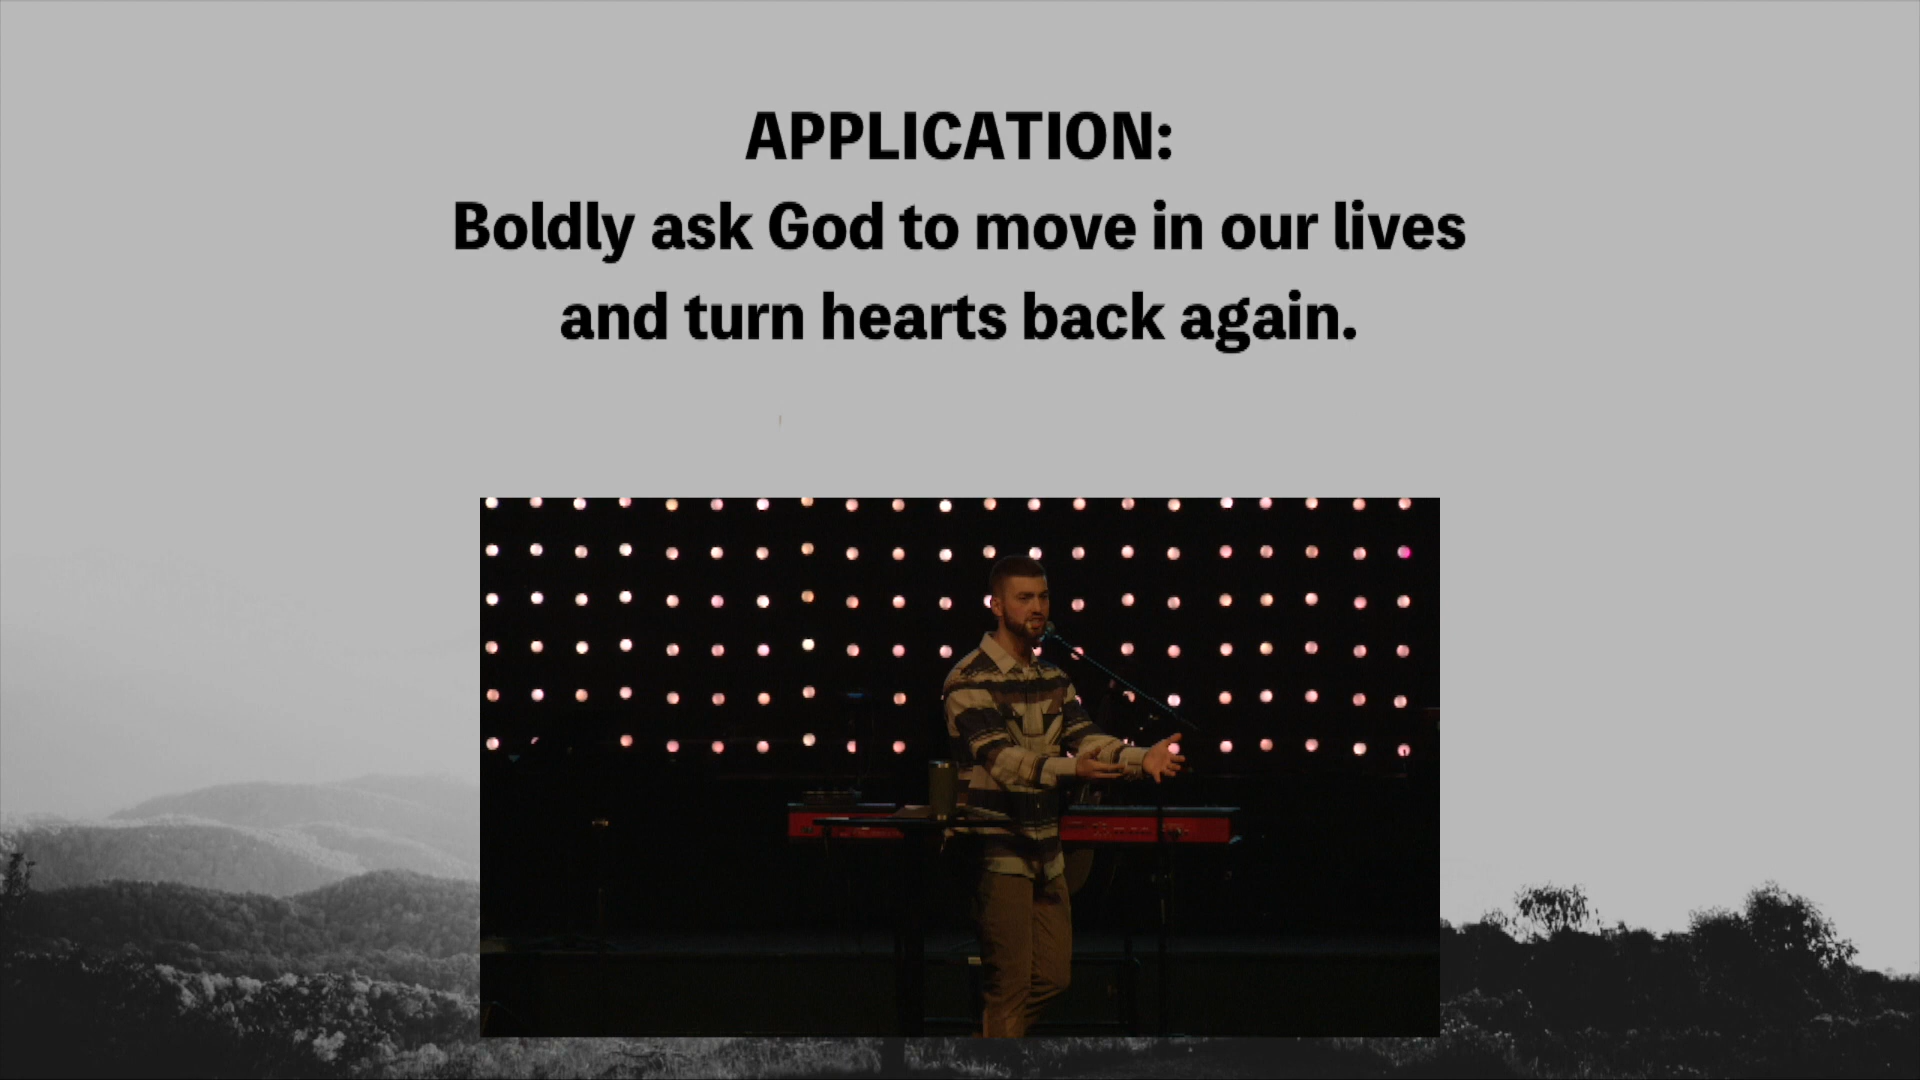 APPLICATION:
Boldly ask God to move in our lives
and turn hearts back again.